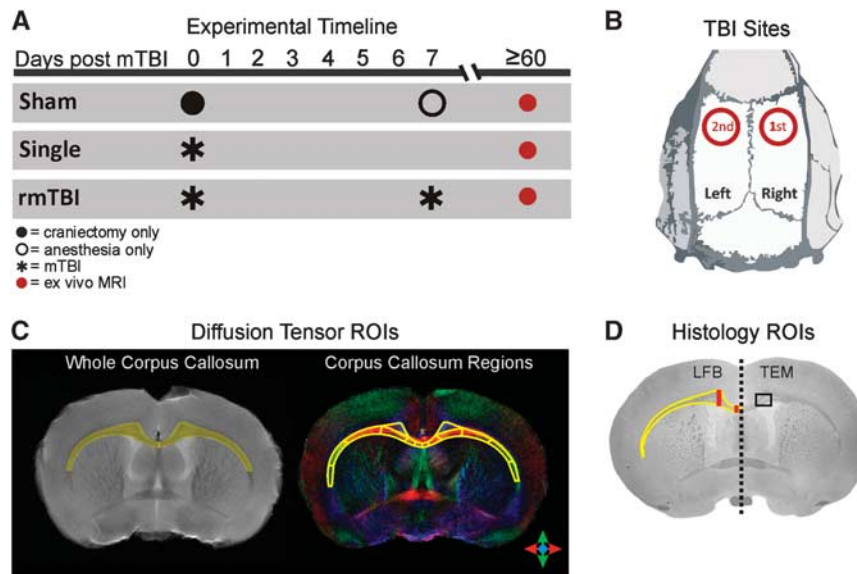 A
Experimental Timeline
Days post mTBI 0 1 2 3 4 5 6 7 ≥60
Sham
Single
rmTBI
= craniectomy only
= anesthesia only
= mTBI
= ex vivo MRI
B
TBI Sites
2nd 1st
Left Right
C
Diffusion Tensor ROIs
Whole Corpus Callosum Corpus Callosum Regions
D
Histology ROIs
LFB TEM